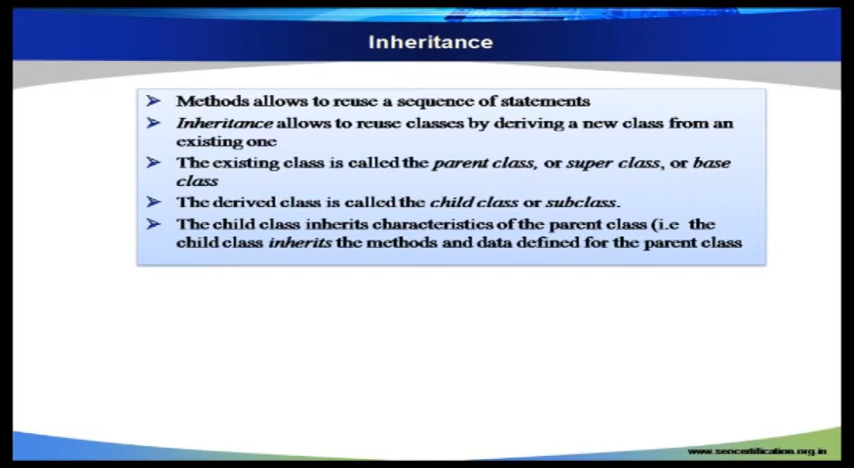 Inheritance
Methods allows to reuse a sequence of statements
Inheritance allows to reuse classes by deriving a new class from an
existing one
The existing class is called the parent class, or super class, or base
class
The derived class is called the child class or subclass.
The child class inherits characteristics of the parent class (i.e the
child class inherits the methods and data defined for the parent class
www.seocertification.org.in